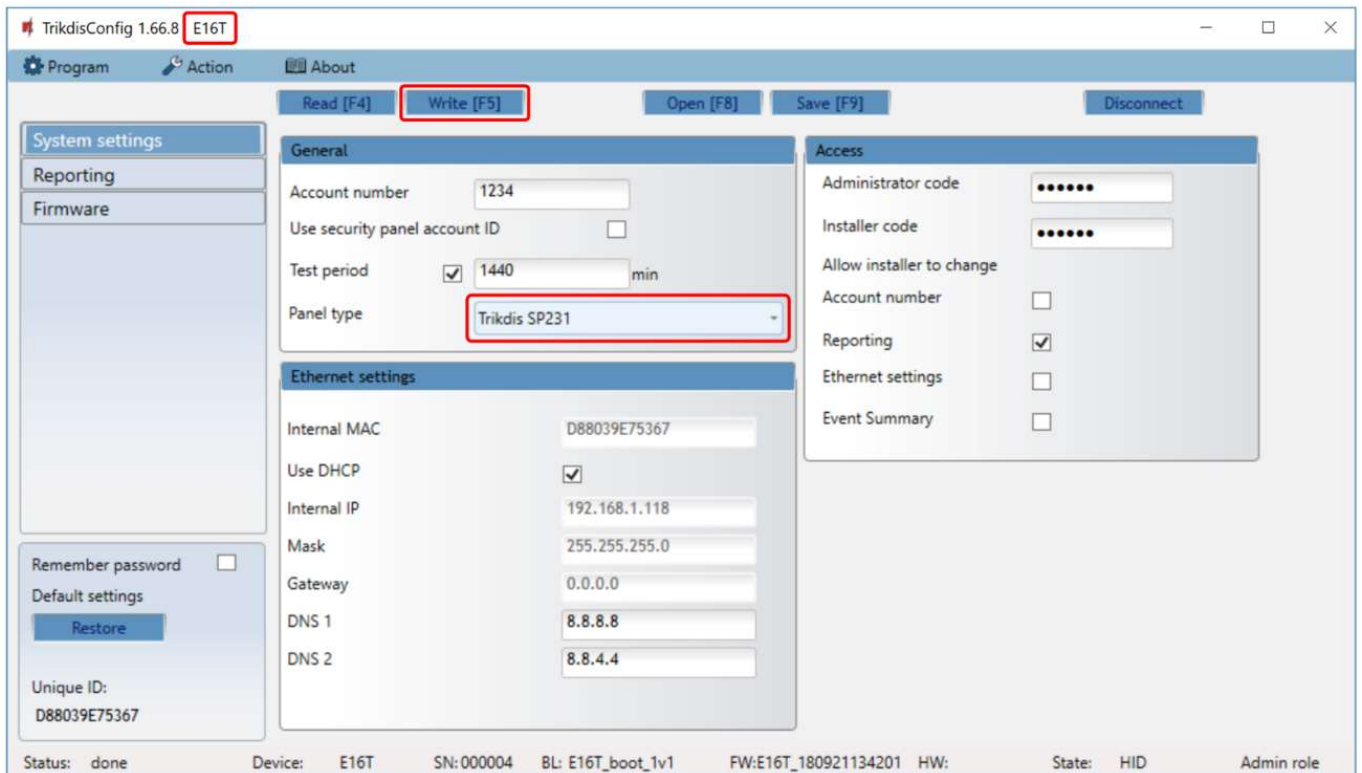 TrikdisConfig 1.66.8 E16T
Program Action About
Read [F4] Write [F5] Open [F8] Save [F9] Disconnect
System settings
Reporting
Firmware
General
Account number 1234
Use security panel account ID
Test period 1440 min
Panel type Trikdis SP231
Access
Administrator code ••••••
Installer code ••••••
Allow installer to change
Account number
Reporting
Ethernet settings
Event Summary
Ethernet settings
Internal MAC D88039E75367
Use DHCP
Internal IP 192.168.1.118
Mask 255.255.255.0
Gateway 0.0.0.0
DNS 1 8.8.8.8
DNS 2 8.8.4.4
Remember password
Default settings
Restore
Unique ID:
D88039E75367
Status: done Device: E16T SN:000004 BL: E16T_boot_1v1 FW:E16T_180921134201 HW: State: HID Admin role